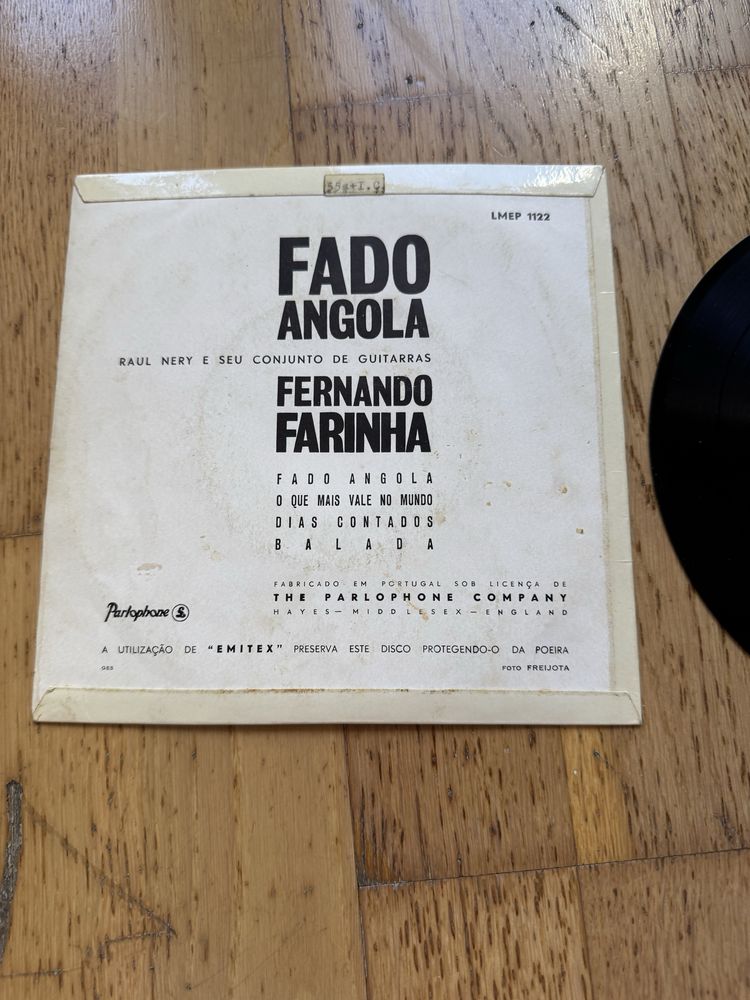 LMEP 1122
FADO
ANGOLA
RAUL NERY E SEU CONJUNTO DE GUITARRAS
FERNANDO
FARINHA
FADO ANGOLA
O QUE MAIS VALE NO MUNDO
DIAS CONTADOS
BALADA
FABRICADO EM PORTUGAL SOB LICENÇA DE
THE PARLOPHONE COMPANY
HAYES—MIDDLESEX—ENGLAND
Parlophone
A UTILIZAÇÃO DE "EMITEX" PRESERVA ESTE DISCO PROTEGENDO-O DA POEIRA
GES
FOTO FREIJOTA